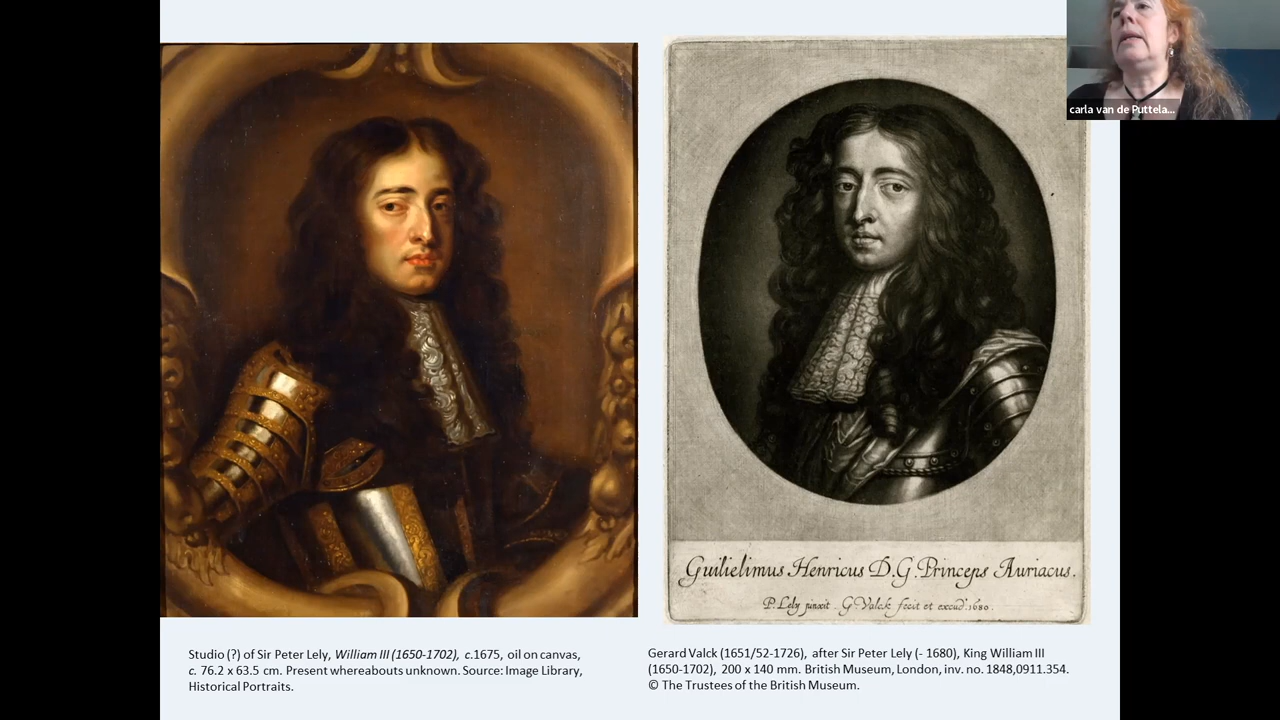 carla van de Puttela...
Guilielimus Henricus D.G. Princeps Auriacus.
P. Lely pinxit . G. Valck fecit et excud. 1680.
Studio (?) of Sir Peter Lely, William III (1650-1702), c.1675, oil on canvas,
c. 76.2 x 63.5 cm. Present whereabouts unknown. Source: Image Library,
Historical Portraits.
Gerard Valck (1651/52-1726), after Sir Peter Lely (- 1680), King William III
(1650-1702), 200 x 140 mm. British Museum, London, inv. no. 1848,0911.354.
© The Trustees of the British Museum.